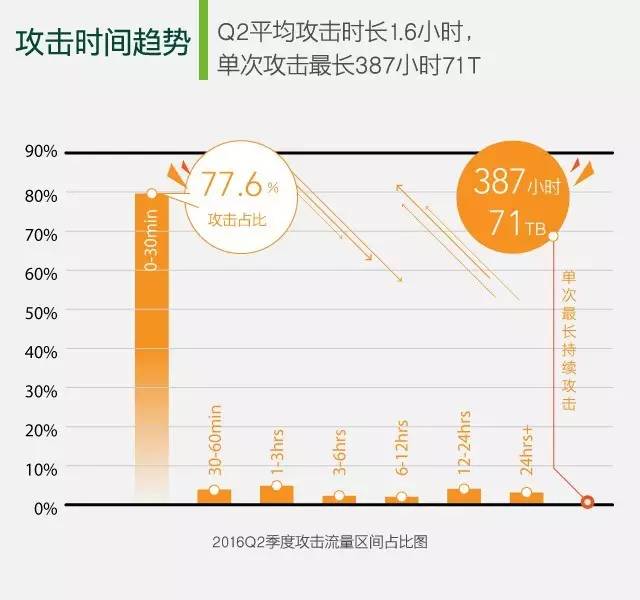 攻击时间趋势
Q2平均攻击时长1.6小时，
单次攻击最长387小时71T
90%
80%
70%
60%
50%
40%
30%
20%
10%
0%
0-30min
77.6%
攻击占比
30-60min
1-3hrs
3-6hrs
6-12hrs
12-24hrs
24hrs+
387小时
71TB
单次最长持续攻击
2016Q2季度攻击流量区间占比图